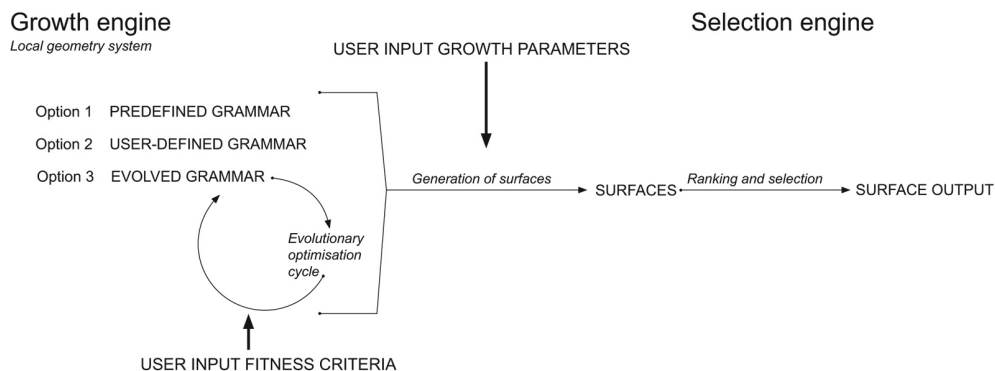 Growth engine
Local geometry system
Selection engine
USER INPUT GROWTH PARAMETERS
Option 1 PREDEFINED GRAMMAR
Option 2 USER-DEFINED GRAMMAR
Option 3 EVOLVED GRAMMAR
Generation of surfaces
SURFACES
Ranking and selection
SURFACE OUTPUT
Evolutionary
optimisation
cycle
USER INPUT FITNESS CRITERIA